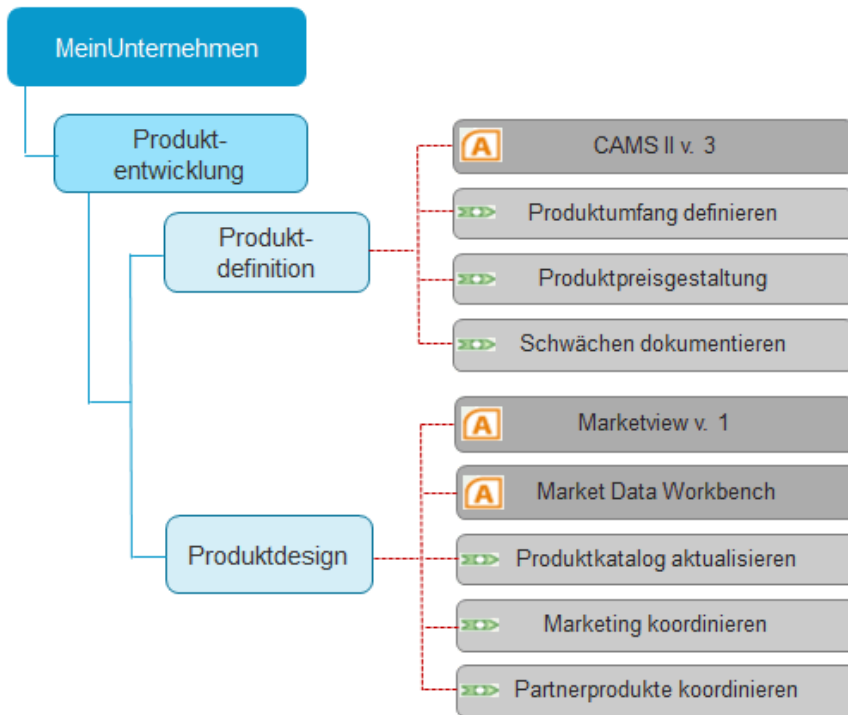 MeinUnternehmen
Produkt-
entwicklung
Produkt-
definition
A CAMS II v. 3
Produktumfang definieren
Produktpreisgestaltung
Schwächen dokumentieren
Produktdesign
A Marketview v. 1
A Market Data Workbench
Produktkatalog aktualisieren
Marketing koordinieren
Partnerprodukte koordinieren